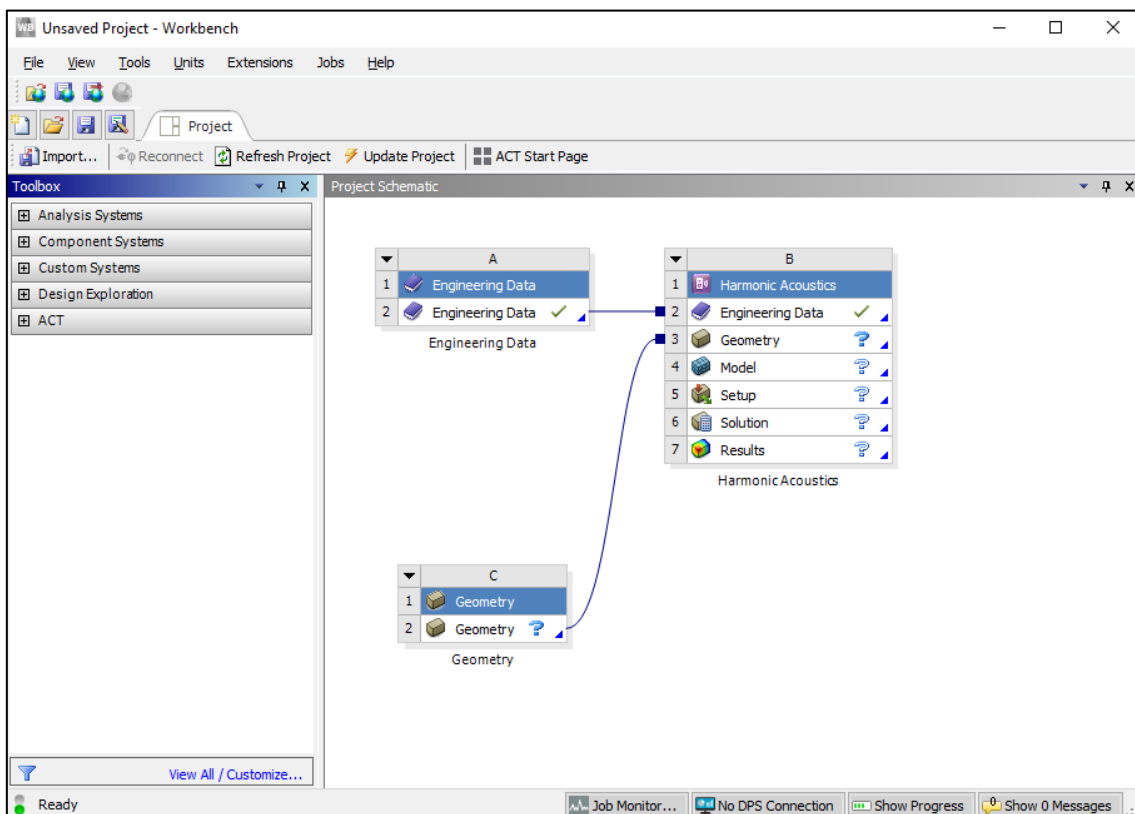 WB Unsaved Project - Workbench
File View Tools Units Extensions Jobs Help
Project
Import... Reconnect Refresh Project Update Project ACT Start Page
Toolbox
Analysis Systems
Component Systems
Custom Systems
Design Exploration
ACT
View All / Customize...
Project Schematic
A
1 Engineering Data
2 Engineering Data
Engineering Data
B
1 Harmonic Acoustics
2 Engineering Data
3 Geometry ?
4 Model ?
5 Setup ?
6 Solution ?
7 Results ?
Harmonic Acoustics
C
1 Geometry
2 Geometry ?
Geometry
Ready Job Monitor... No DPS Connection Show Progress 0 Show 0 Messages